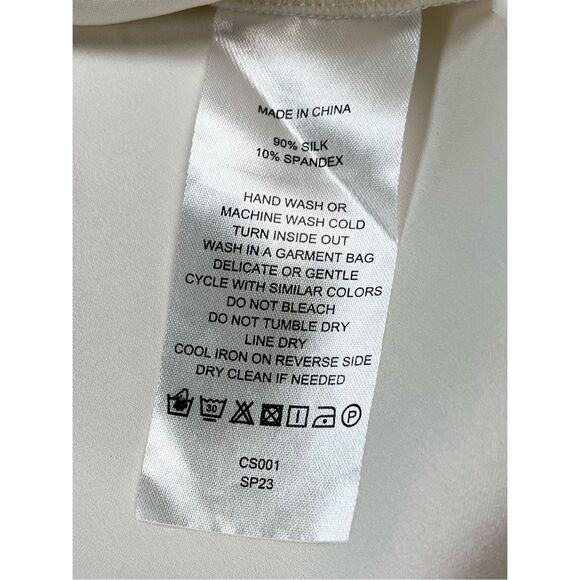 MADE IN CHINA
90% SILK
10% SPANDEX
HAND WASH OR
MACHINE WASH COLD
TURN INSIDE OUT
WASH IN A GARMENT BAG
DELICATE OR GENTLE
CYCLE WITH SIMILAR COLORS
DO NOT BLEACH
DO NOT TUMBLE DRY
LINE DRY
COOL IRON ON REVERSE SIDE
DRY CLEAN IF NEEDED
30 P
CS001
SP23